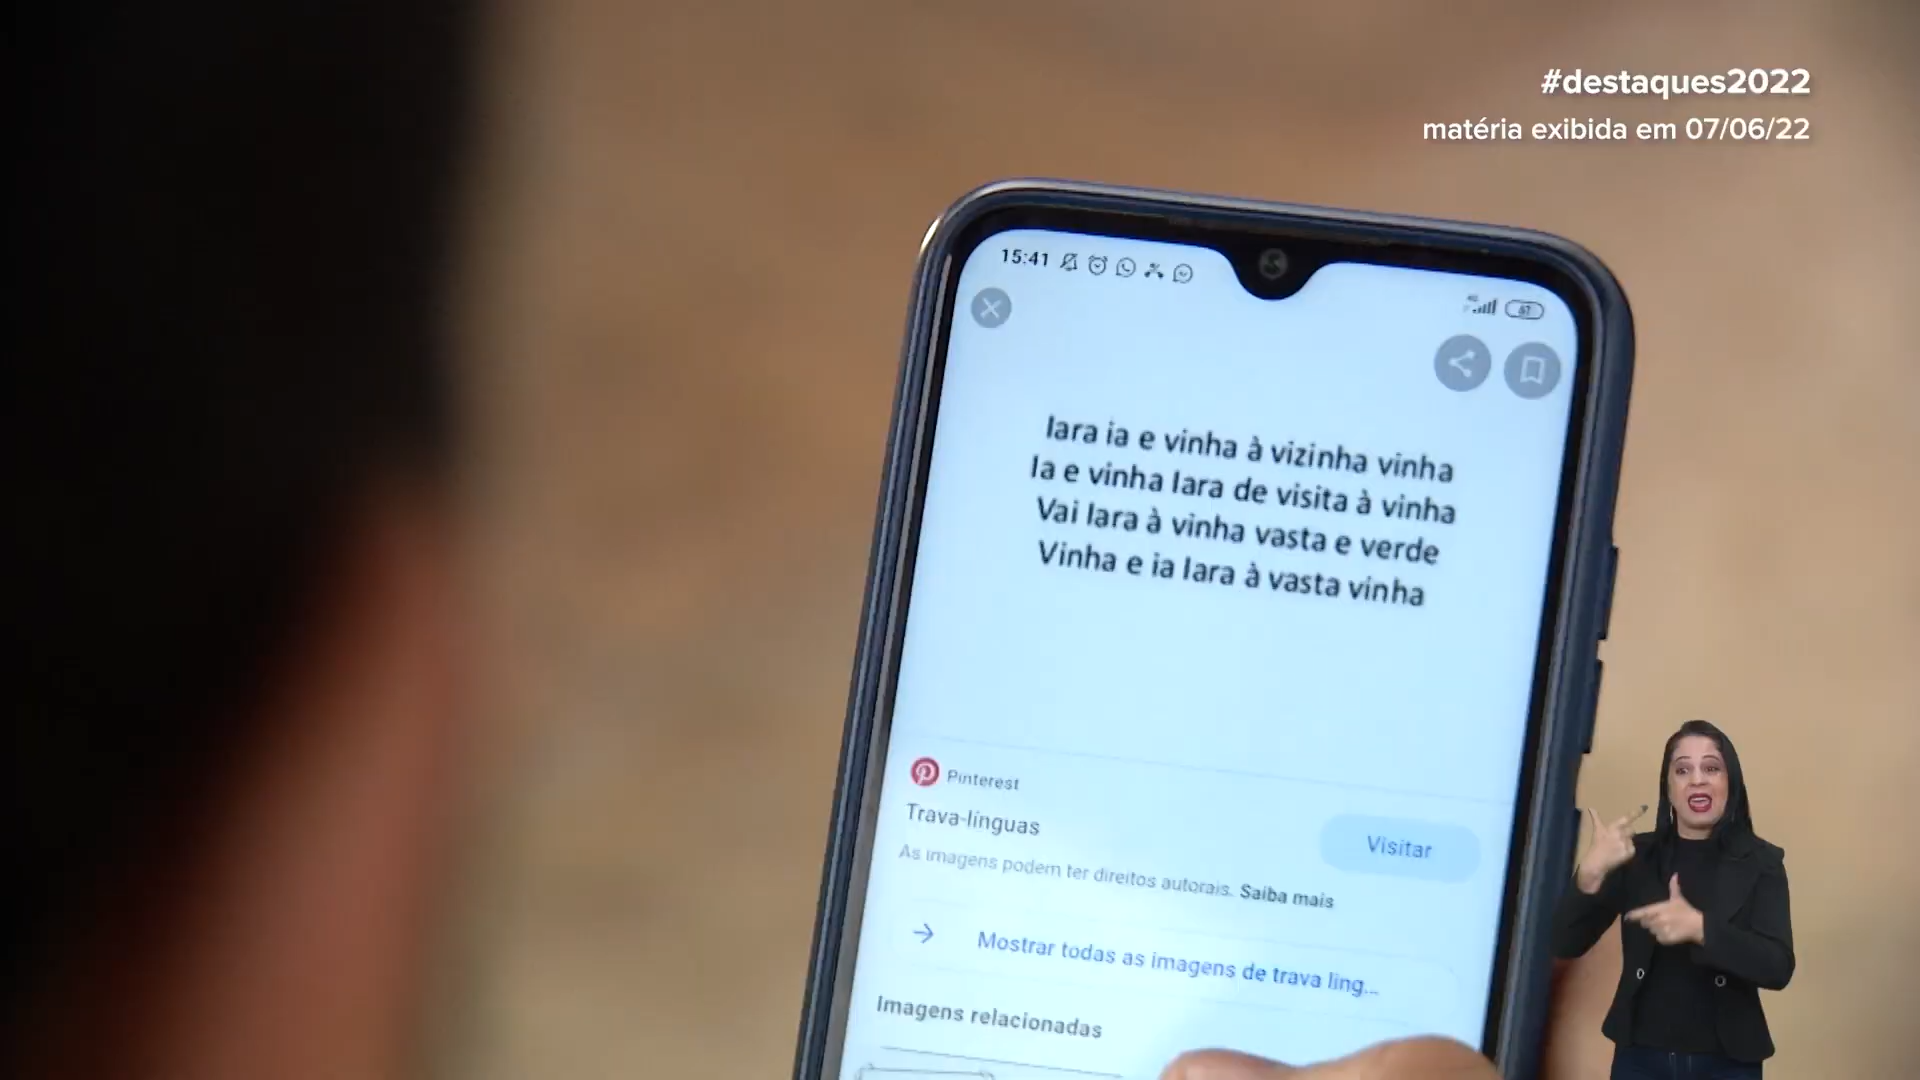 #destaques2022
matéria exibida em 07/06/22
15:41
Iara ia e vinha à vizinha vinha
Ia e vinha Iara de visita à vinha
Vai Iara à vinha vasta e verde
Vinha e ia Iara à vasta vinha
Pinterest
Trava-línguas
Visitar
As imagens podem ter direitos autorais. Saiba mais
Mostrar todas as imagens de trava ling...
Imagens relacionadas